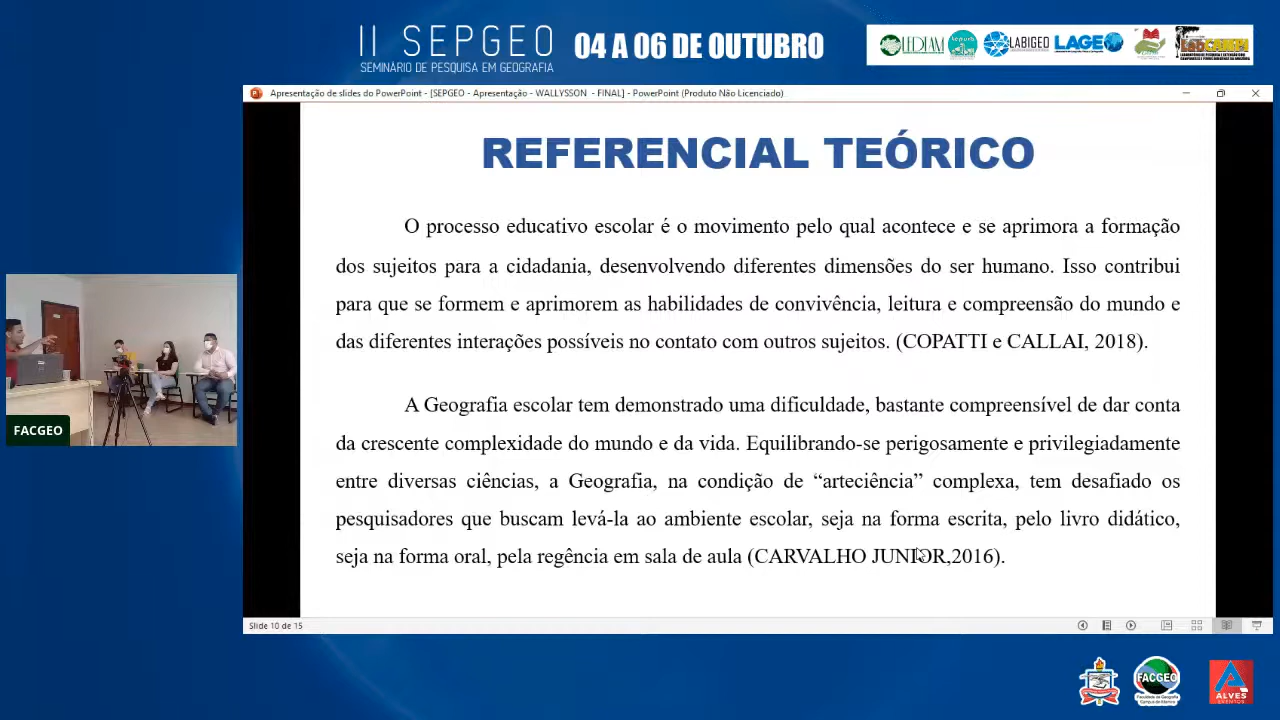 II SEPGEO
SEMINÁRIO DE PESQUISA EM GEOGRAFIA
04 A 06 DE OUTUBRO
LEDTAM
LABIGEO
LAGEO
LABCAMPI
Apresentação de slides do PowerPoint - [SEPGEO - Apresentação - WALLYSSON - FINAL] - PowerPoint (Produto Não Licenciado)
REFERENCIAL TEÓRICO
O processo educativo escolar é o movimento pelo qual acontece e se aprimora a formação
dos sujeitos para a cidadania, desenvolvendo diferentes dimensões do ser humano. Isso contribui
para que se formem e aprimorem as habilidades de convivência, leitura e compreensão do mundo e
das diferentes interações possíveis no contato com outros sujeitos. (COPATTI e CALLAI, 2018).
A Geografia escolar tem demonstrado uma dificuldade, bastante compreensível de dar conta
da crescente complexidade do mundo e da vida. Equilibrando-se perigosamente e privilegiadamente
entre diversas ciências, a Geografia, na condição de “arteciência” complexa, tem desafiado os
pesquisadores que buscam levá-la ao ambiente escolar, seja na forma escrita, pelo livro didático,
seja na forma oral, pela regência em sala de aula (CARVALHO JUNIOR,2016).
FACGEO
Slide 10 de 15
FACGEO
ALVES
EVENTOS